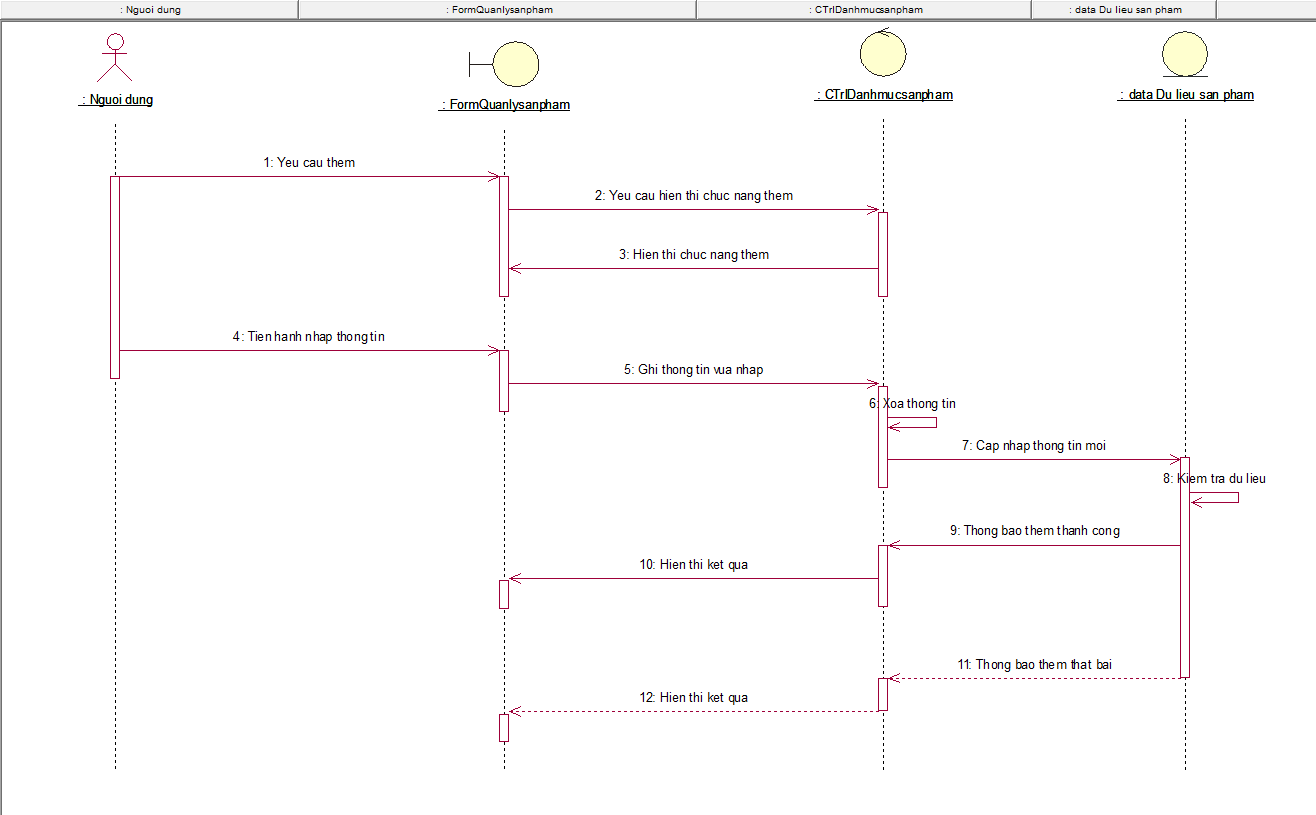 : Nguoi dung
: FormQuanlysanpham
: CTrlDanhmucsanpham
: data Du lieu san pham
: Nguoi dung
: FormQuanlysanpham
: CTrlDanhmucsanpham
: data Du lieu san pham
1: Yeu cau them
2: Yeu cau hien thi chuc nang them
3: Hien thi chuc nang them
4: Tien hanh nhap thong tin
5: Ghi thong tin vua nhap
6: Xoa thong tin
7: Cap nhap thong tin moi
8: Kiem tra du lieu
9: Thong bao them thanh cong
10: Hien thi ket qua
11: Thong bao them that bai
12: Hien thi ket qua